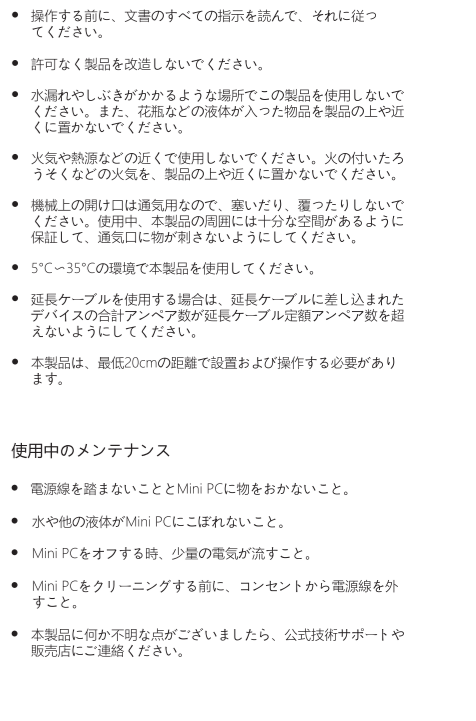 ● 操作する前に、文書のすべての指示を読んで、それに従っ
てください。
● 許可なく製品を改造しないでください。
● 水漏れやしぶきがかかるような場所でこの製品を使用しないで
ください。また、花瓶などの液体が入った物品を製品の上や近
くに置かないでください。
● 火気や熱源などの近くで使用しないでください。火の付いたろ
うそくなどの火気を、製品の上や近くに置かないでください。
● 機械上の開け口は通気用なので、塞いだり、覆ったりしないで
ください。使用中、本製品の周囲には十分な空間があるように
保証して、通気口に物が刺さないようにしてください。
● 5°C〜35°Cの環境で本製品を使用してください。
● 延長ケーブルを使用する場合は、延長ケーブルに差し込まれた
デバイスの合計アンペア数が延長ケーブル定額アンペア数を超
えないようにしてください。
● 本製品は、最低20cmの距離で設置および操作する必要があり
ます。
使用中のメンテナンス
● 電源線を踏まないこととMini PCに物をおかないこと。
● 水や他の液体がMini PCにこぼれないこと。
● Mini PCをオフする時、少量の電気が流すこと。
● Mini PCをクリーニングする前に、コンセントから電源線を外
すこと。
● 本製品に何か不明な点がございましたら、公式技術サポートや
販売店にご連絡ください。